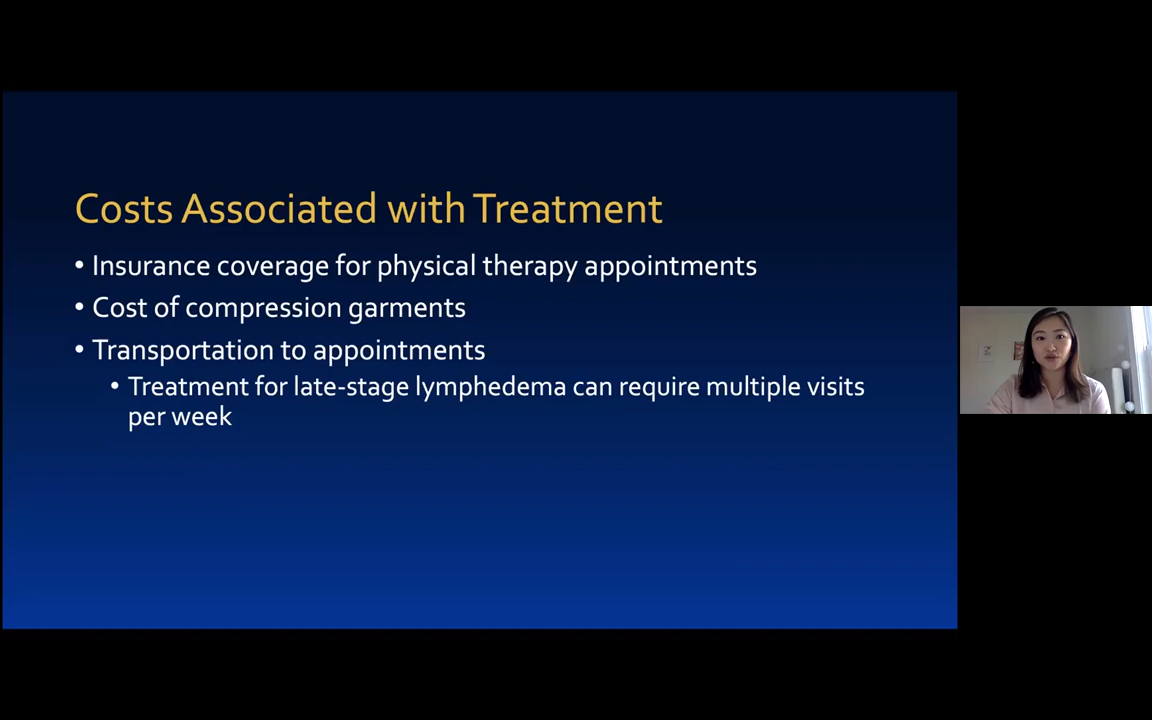 Costs Associated with Treatment
• Insurance coverage for physical therapy appointments
• Cost of compression garments
• Transportation to appointments
• Treatment for late-stage lymphedema can require multiple visits
per week